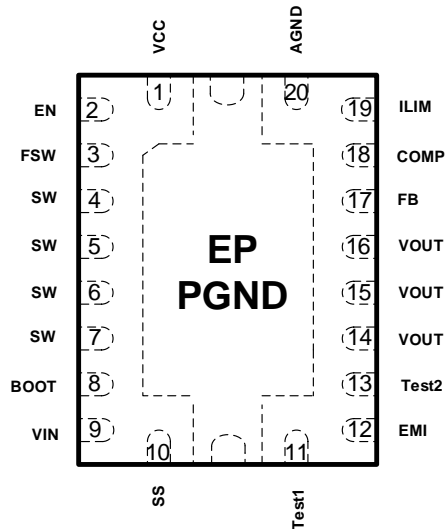 VCC
AGND
1
20
EN 2
19 ILIM
FSW 3
18 COMP
SW 4
17 FB
SW 5
16 VOUT
SW 6
15 VOUT
SW 7
14 VOUT
BOOT 8
13 Test2
VIN 9
12 EMI
EP
PGND
10
11
SS
Test1